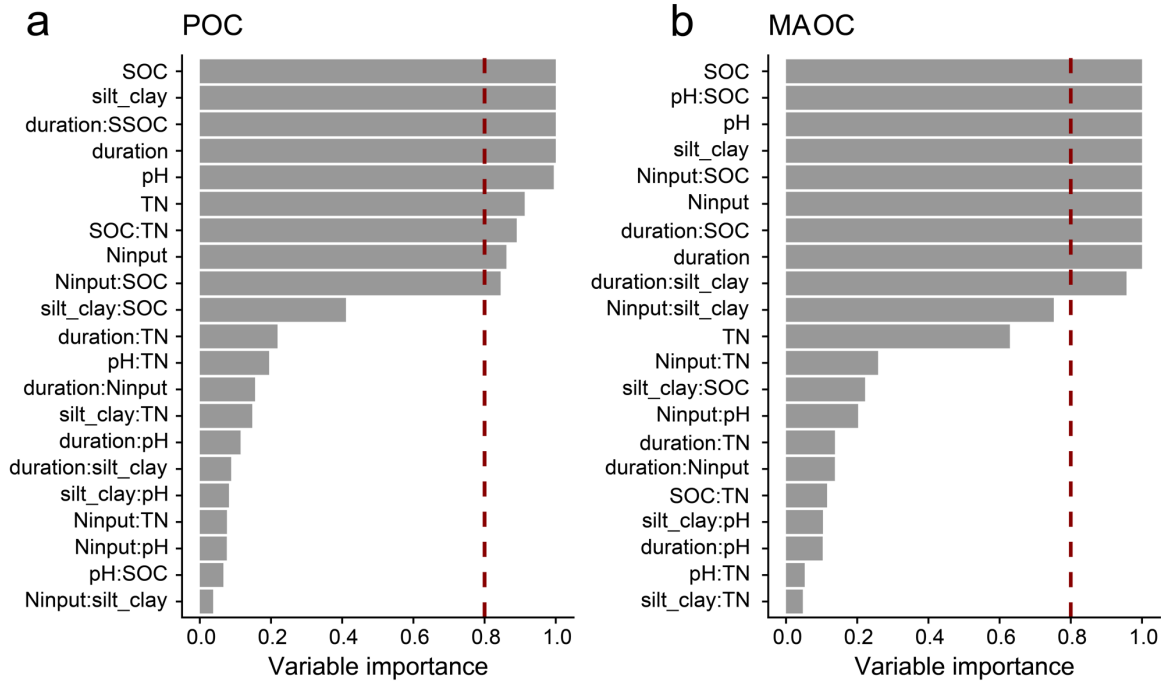 a POC
SOC
silt_clay
duration:SSOC
duration
pH
TN
SOC:TN
Ninput
Ninput:SOC
silt_clay:SOC
duration:TN
pH:TN
duration:Ninput
silt_clay:TN
duration:pH
duration:silt_clay
silt_clay:pH
Ninput:TN
Ninput:pH
pH:SOC
Ninput:silt_clay
0.0 0.2 0.4 0.6 0.8 1.0
Variable importance
b MAOC
SOC
pH:SOC
pH
silt_clay
Ninput:SOC
Ninput
duration:SOC
duration
duration:silt_clay
Ninput:silt_clay
TN
Ninput:TN
silt_clay:SOC
Ninput:pH
duration:TN
duration:Ninput
SOC:TN
silt_clay:pH
duration:pH
pH:TN
silt_clay:TN
0.0 0.2 0.4 0.6 0.8 1.0
Variable importance